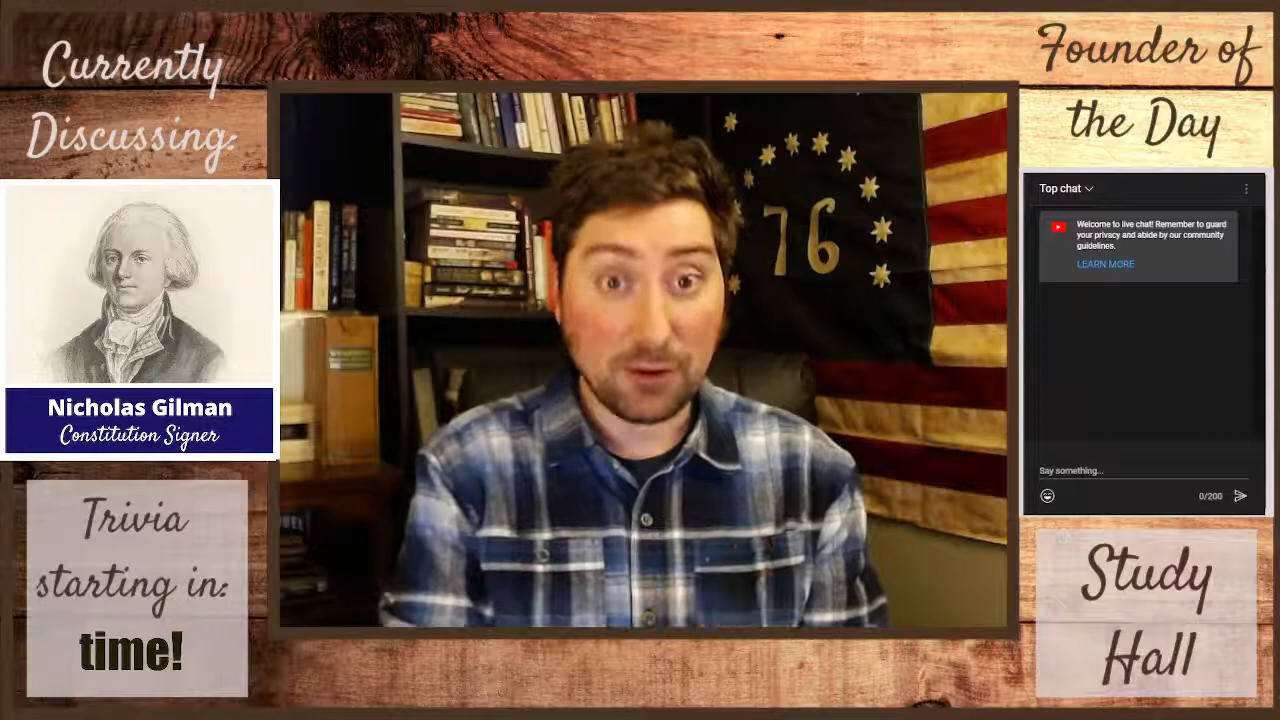 Currently
Discussing:
Nicholas Gilman
Constitution Signer
Trivia
starting in:
time!
76
Founder of
the Day
Top chat
Welcome to live chat! Remember to guard
your privacy and abide by our community
guidelines.
LEARN MORE
Say something...
0/200
Study
Hall